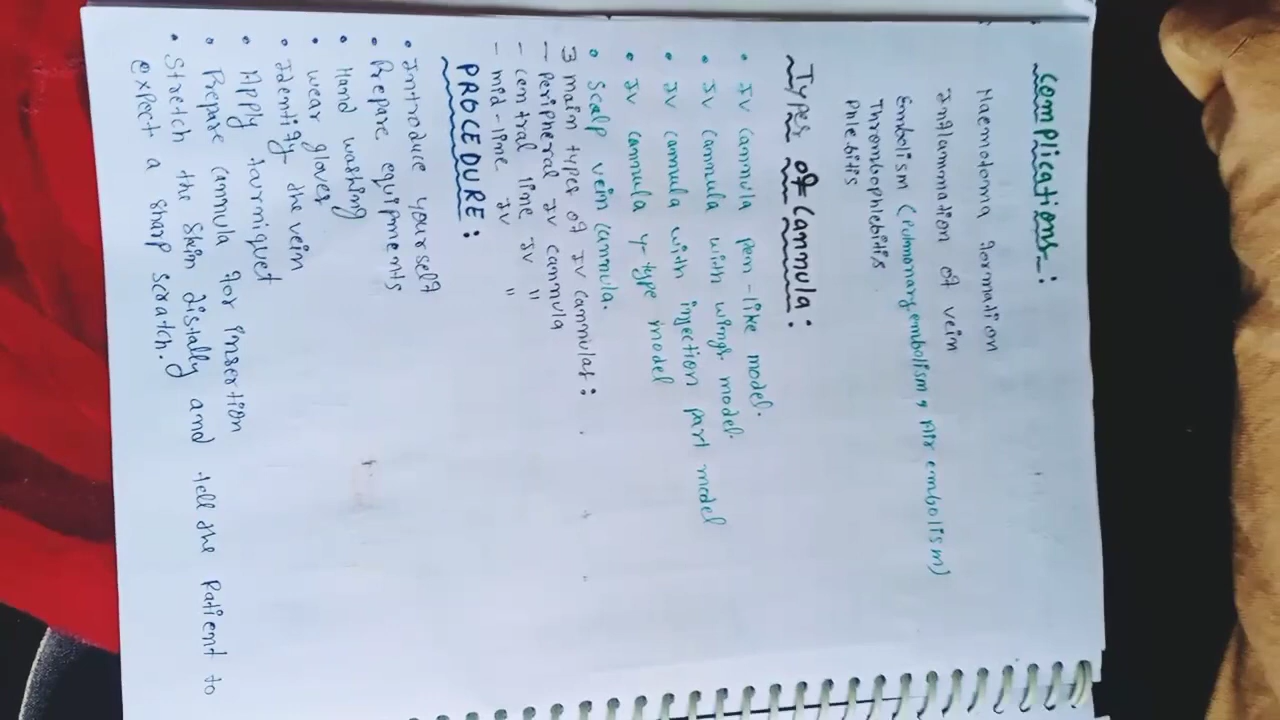 Complications:
Haemotoma formation
Inflammation of vein
Embolism (Pulmonary embolism, Air embolism)
Thrombophlebitis
Phlebitis
Types of Cannula:
• IV cannula pen-like model.
• IV cannula with wings model.
• IV cannula with injection part model
• IV cannula y-type model
• Scalp vein cannula.
3 main types of IV cannulas:
- Peripheral IV cannula
- central line IV "
- mid-line IV "
PROCEDURE:
• Introduce yourself
• Prepare equipments
• Hand washing
• wear gloves
• Identify the vein
• Apply turniquet
• Prepare cannula for insertion
• Stretch the skin distally and tell the Patient to
expect a sharp scratch.